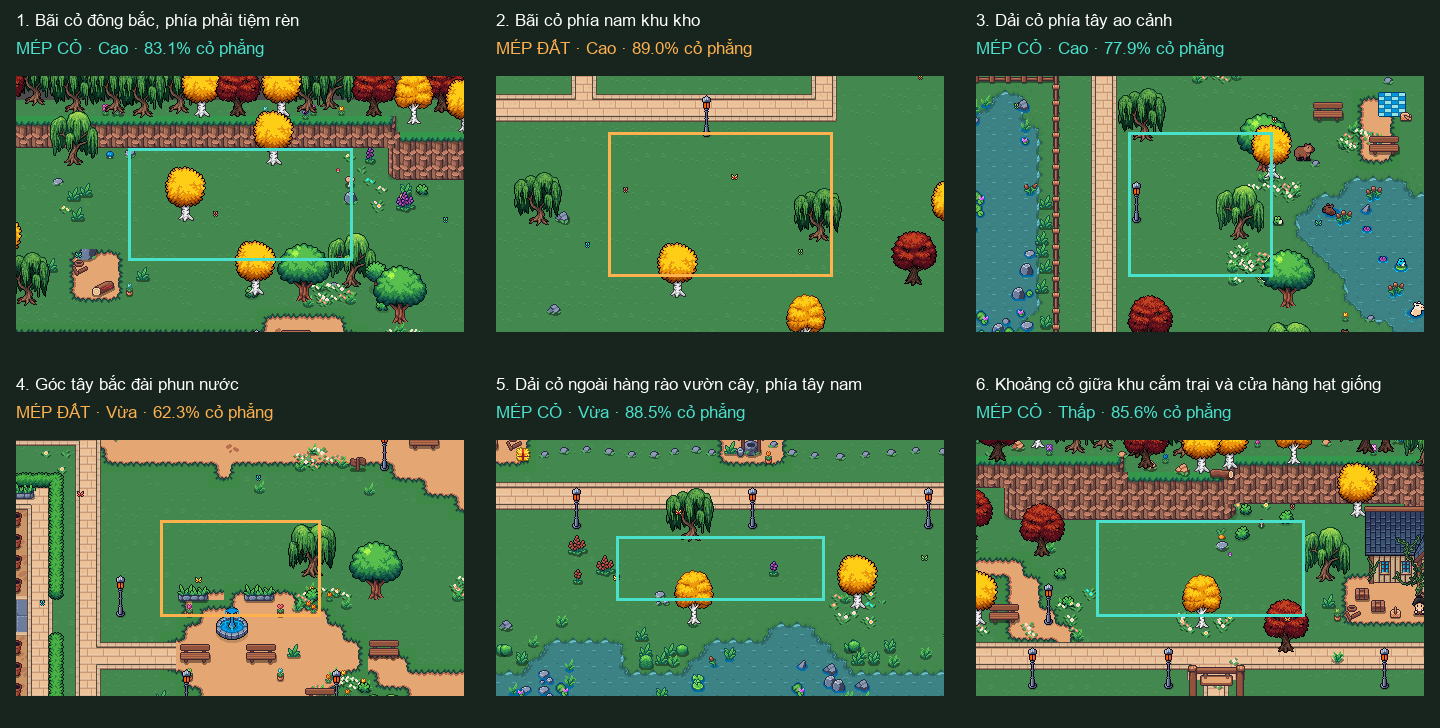 1. Bãi cỏ đông bắc, phía phải tiệm rèn
MÉP CỎ · Cao · 83.1% cỏ phẳng
2. Bãi cỏ phía nam khu kho
MÉP ĐẤT · Cao · 89.0% cỏ phẳng
3. Dải cỏ phía tây ao cảnh
MÉP CỎ · Cao · 77.9% cỏ phẳng
4. Góc tây bắc đài phun nước
MÉP ĐẤT · Vừa · 62.3% cỏ phẳng
5. Dải cỏ ngoài hàng rào vườn cây, phía tây nam
MÉP CỎ · Vừa · 88.5% cỏ phẳng
6. Khoảng cỏ giữa khu cắm trại và cửa hàng hạt giống
MÉP CỎ · Thấp · 85.6% cỏ phẳng